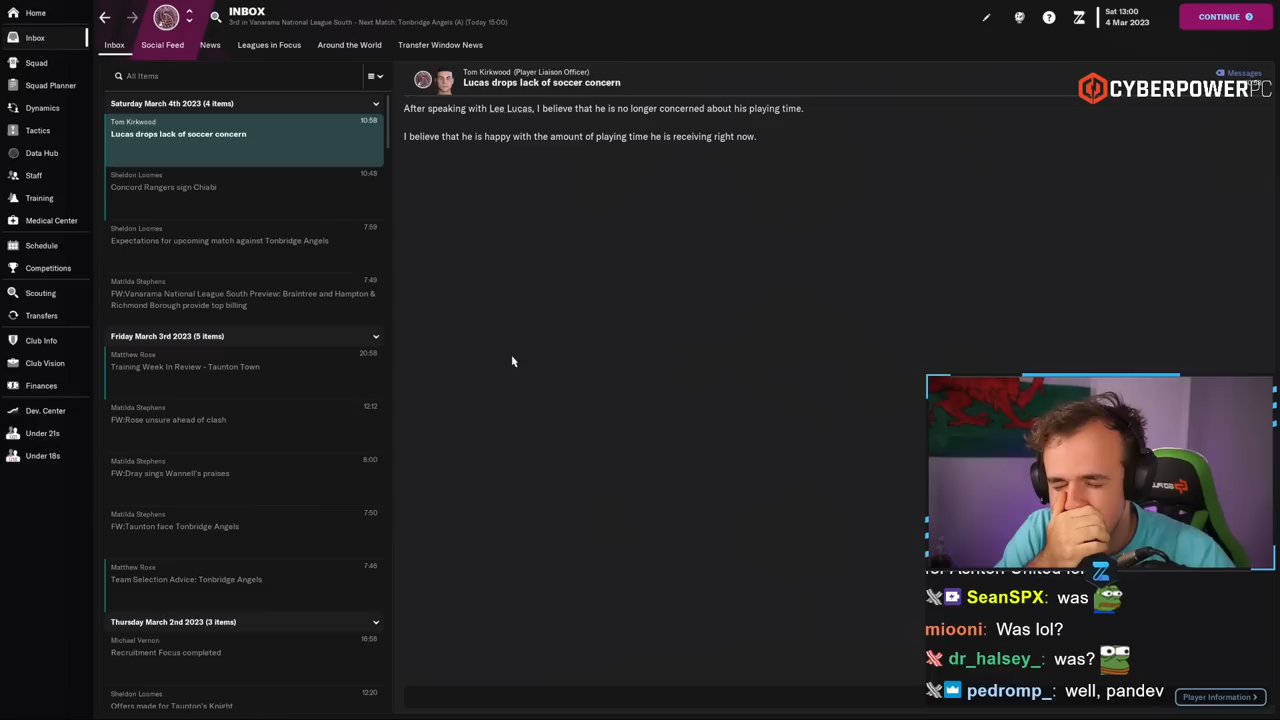 Home
Inbox
Squad
Squad Planner
Dynamics
Tactics
Data Hub
Staff
Training
Medical Center
Schedule
Competitions
Scouting
Transfers
Club Info
Club Vision
Finances
Dev. Center
Under 21s
Under 18s
INBOX
3rd in Vanarama National League South - Next Match: Tonbridge Angels (A) (Today 15:00)
Sat 13:00
4 Mar 2023
CONTINUE
Inbox
Social Feed
News
Leagues in Focus
Around the World
Transfer Window News
All Items
Saturday March 4th 2023 (4 items)
Tom Kirkwood 10:58
Lucas drops lack of soccer concern
Sheldon Loomes 10:48
Concord Rangers sign Chiabi
Sheldon Loomes 7:59
Expectations for upcoming match against Tonbridge Angels
Matilda Stephens 7:49
FW:Vanarama National League South Preview: Braintree and Hampton &
Richmond Borough provide top billing
Friday March 3rd 2023 (5 items)
Matthew Rose 20:58
Training Week In Review - Taunton Town
Matilda Stephens 12:12
FW:Rose unsure ahead of clash
Matilda Stephens 8:00
FW:Dray sings Wannell's praises
Matilda Stephens 7:50
FW:Taunton face Tonbridge Angels
Matthew Rose 7:46
Team Selection Advice: Tonbridge Angels
Thursday March 2nd 2023 (3 items)
Michael Vernon 16:56
Recruitment Focus completed
Sheldon Loomes 12:20
Offers made for Taunton's Knight
Tom Kirkwood (Player Liaison Officer)
Lucas drops lack of soccer concern
Messages
CYBERPOWERPC
After speaking with Lee Lucas, I believe that he is no longer concerned about his playing time.
I believe that he is happy with the amount of playing time he is receiving right now.
SeanSPX: was
miooni: Was lol?
dr_halsey_: was?
pedromp_: well, pandev
Player Information